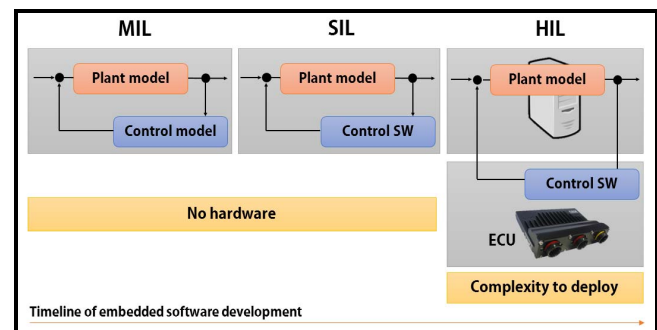 MIL
SIL
HIL
Plant model
Control model
Plant model
Control SW
Plant model
Control SW
ECU
No hardware
Complexity to deploy
Timeline of embedded software development